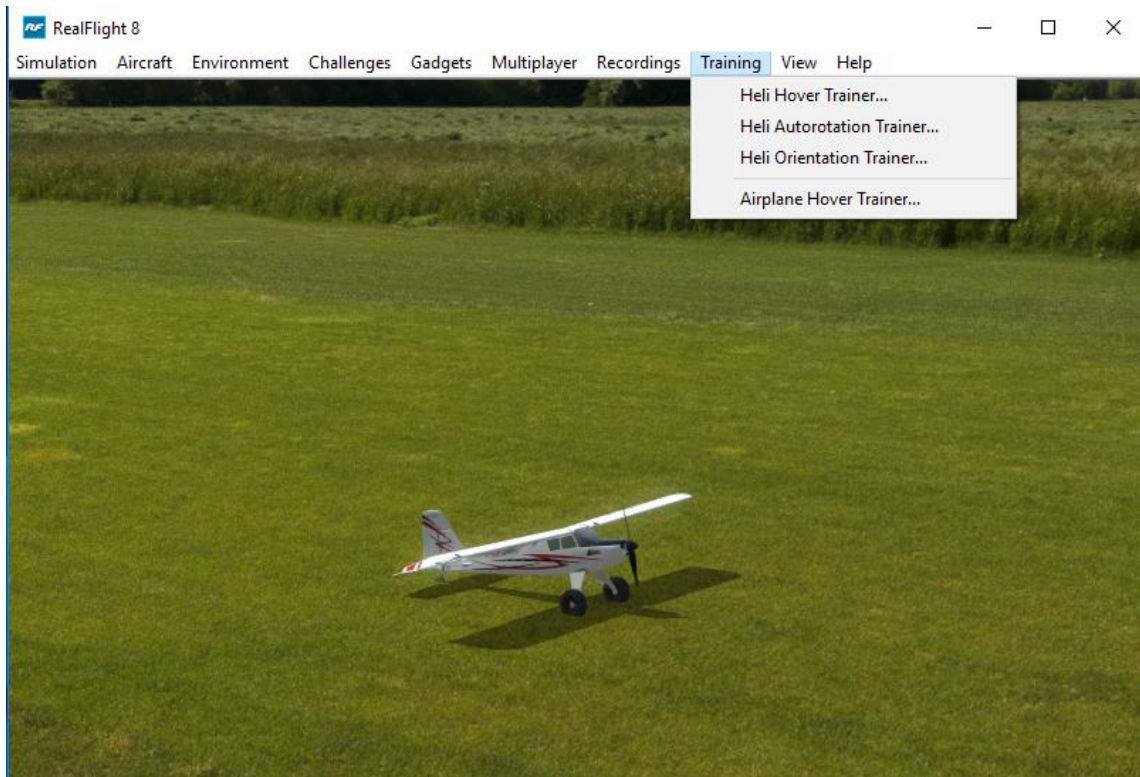 RF RealFlight 8
Simulation Aircraft Environment Challenges Gadgets Multiplayer Recordings Training View Help
Heli Hover Trainer...
Heli Autorotation Trainer...
Heli Orientation Trainer...
Airplane Hover Trainer...